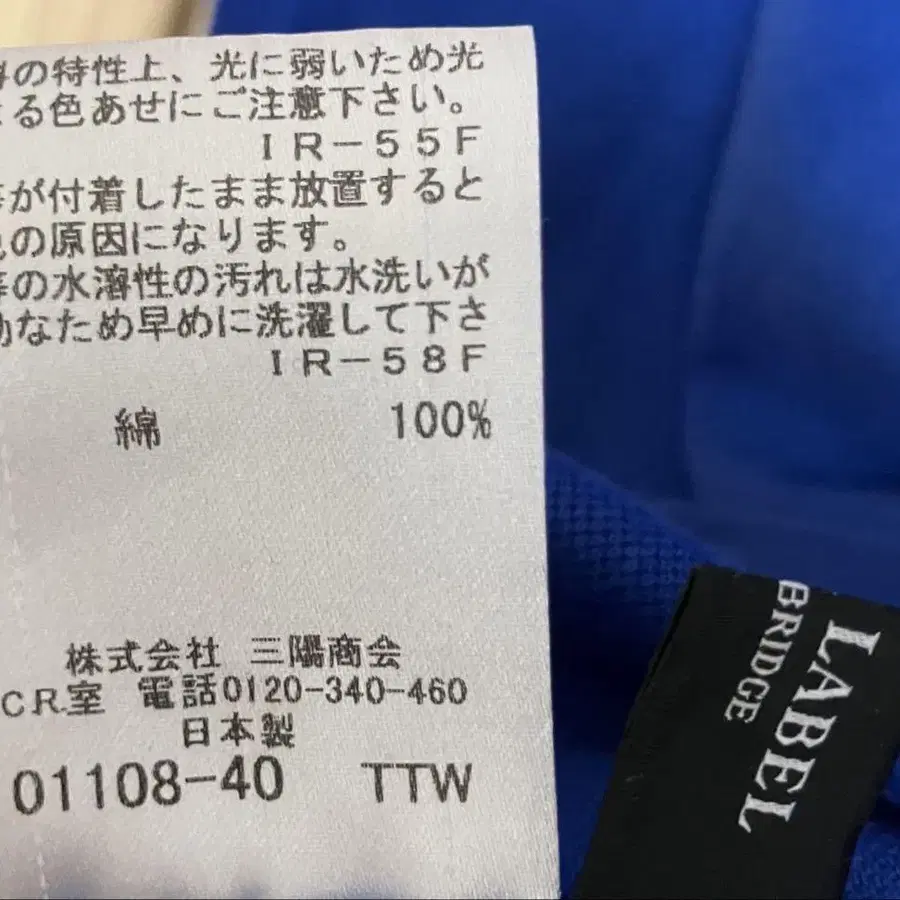 の特性上、光に弱いため光
る色あせにご注意下さい。
IR-55F
が付着したまま放置すると
の原因になります。
の水溶性の汚れは水洗いが
なため早めに洗濯して下さ
IR-58F
綿 100%
株式会社 三陽商会
CR室 電話0120-340-460
日本製
01108-40 TTW
LABEL
BRIDGE